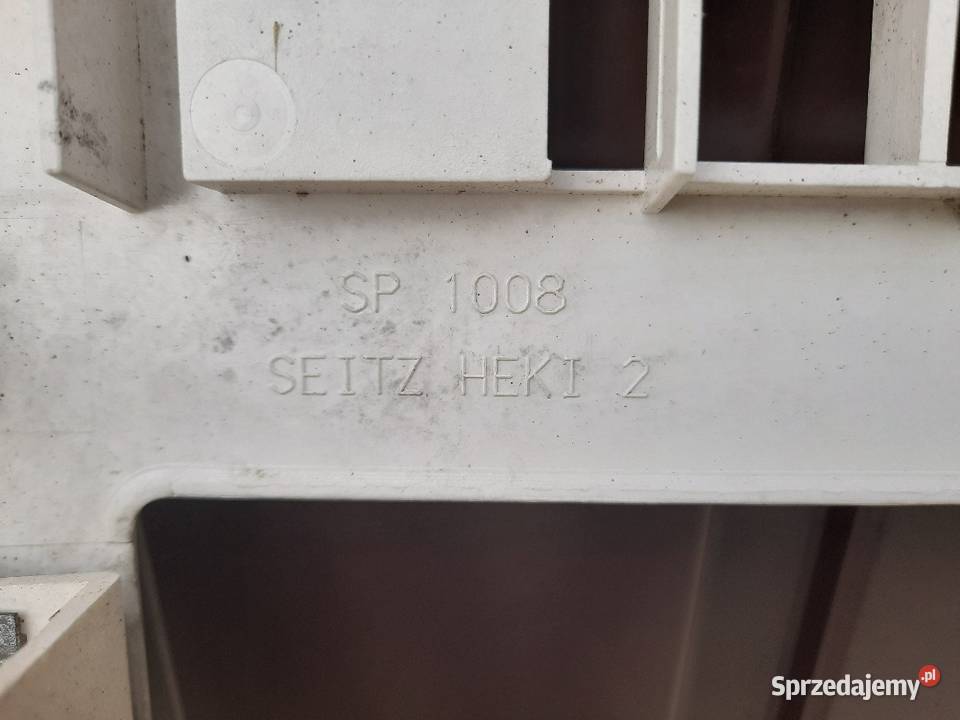 SP 1008
SEITZ HEKI 2
Sprzedajemy.pl